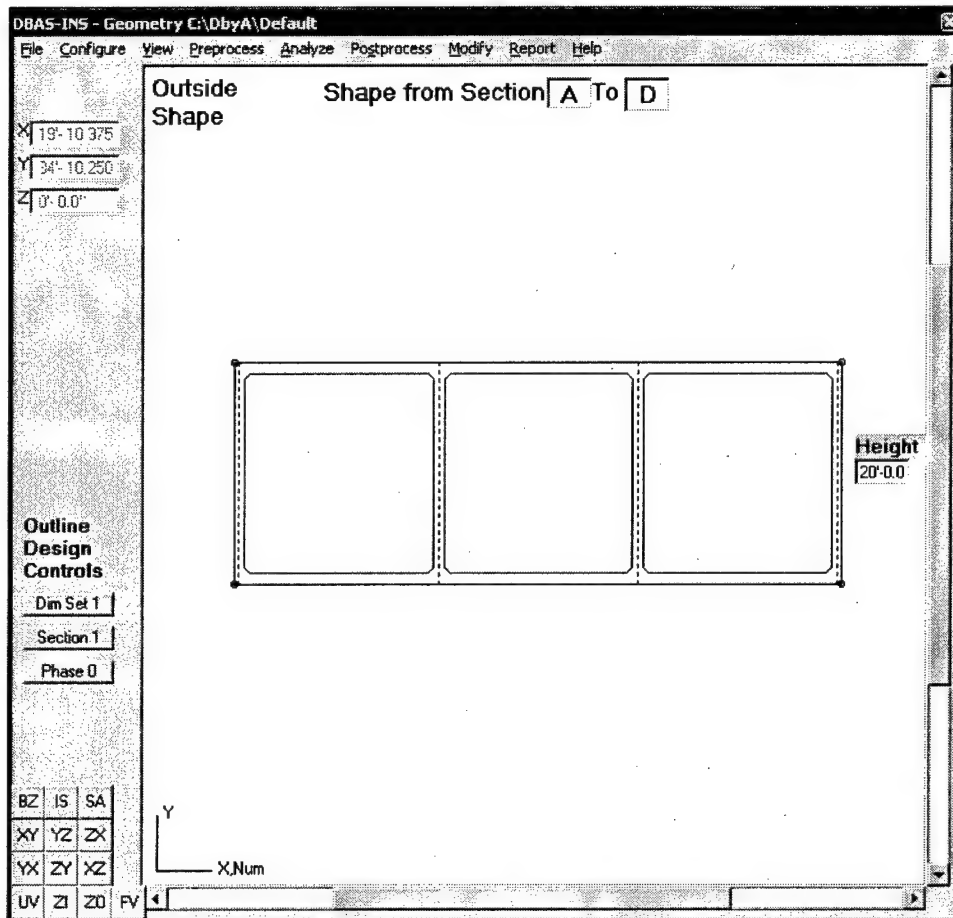 DBAS-INS - Geometry C:\DbyA\Default
File Configure View Preprocess Analyze Postprocess Modify Report Help
Outside
Shape
Shape from Section A To D
X 19'- 10.375
Y 34'- 10.250
Z 0'- 0.0"
Height
20'-0.0
Outline
Design
Controls
Dim Set 1
Section 1
Phase 0
BZ IS SA
XY YZ ZX
YX ZY XZ
UV ZI ZO FV
Y
X,Num